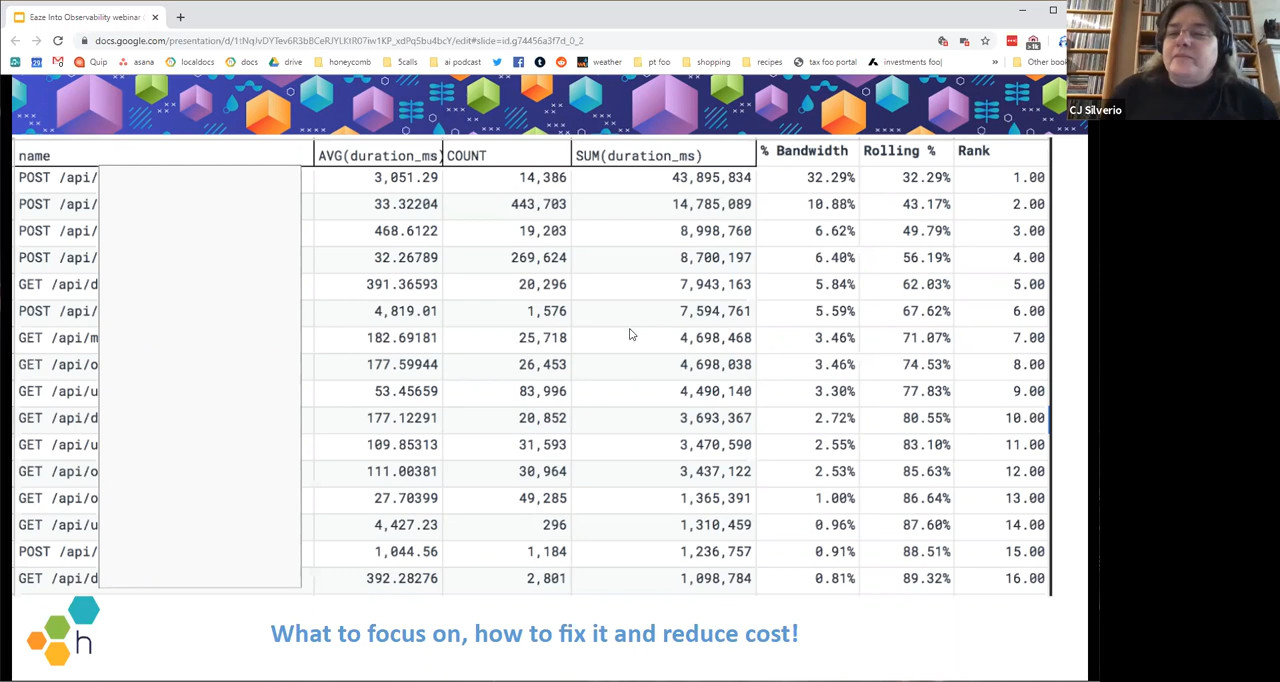 Eaze Into Observability webinar
docs.google.com/presentation/d/1tNqJvDYTev6R3bBCeRJYLKtR07iw1KP_xdPq5bu4bcY/edit#slide=id.g74456a3f7d_0_2
Quip asana localdocs docs drive honeycomb 5calls ai podcast weather pt foo shopping recipes tax foo portal investments foo » Other boo
CJ Silverio
name AVG(duration_ms) COUNT SUM(duration_ms) % Bandwidth Rolling % Rank
POST /api/ 3,051.29 14,386 43,895,834 32.29% 32.29% 1.00
POST /api/ 33.32204 443,703 14,785,089 10.88% 43.17% 2.00
POST /api/ 468.6122 19,203 8,998,760 6.62% 49.79% 3.00
POST /api/ 32.26789 269,624 8,700,197 6.40% 56.19% 4.00
GET /api/d 391.36593 20,296 7,943,163 5.84% 62.03% 5.00
POST /api/ 4,819.01 1,576 7,594,761 5.59% 67.62% 6.00
GET /api/m 182.69181 25,718 4,698,468 3.46% 71.07% 7.00
GET /api/o 177.59944 26,453 4,698,038 3.46% 74.53% 8.00
GET /api/u 53.45659 83,996 4,490,140 3.30% 77.83% 9.00
GET /api/d 177.12291 20,852 3,693,367 2.72% 80.55% 10.00
GET /api/u 109.85313 31,593 3,470,590 2.55% 83.10% 11.00
GET /api/o 111.00381 30,964 3,437,122 2.53% 85.63% 12.00
GET /api/o 27.70399 49,285 1,365,391 1.00% 86.64% 13.00
GET /api/u 4,427.23 296 1,310,459 0.96% 87.60% 14.00
POST /api/ 1,044.56 1,184 1,236,757 0.91% 88.51% 15.00
GET /api/d 392.28276 2,801 1,098,784 0.81% 89.32% 16.00
h
What to focus on, how to fix it and reduce cost!